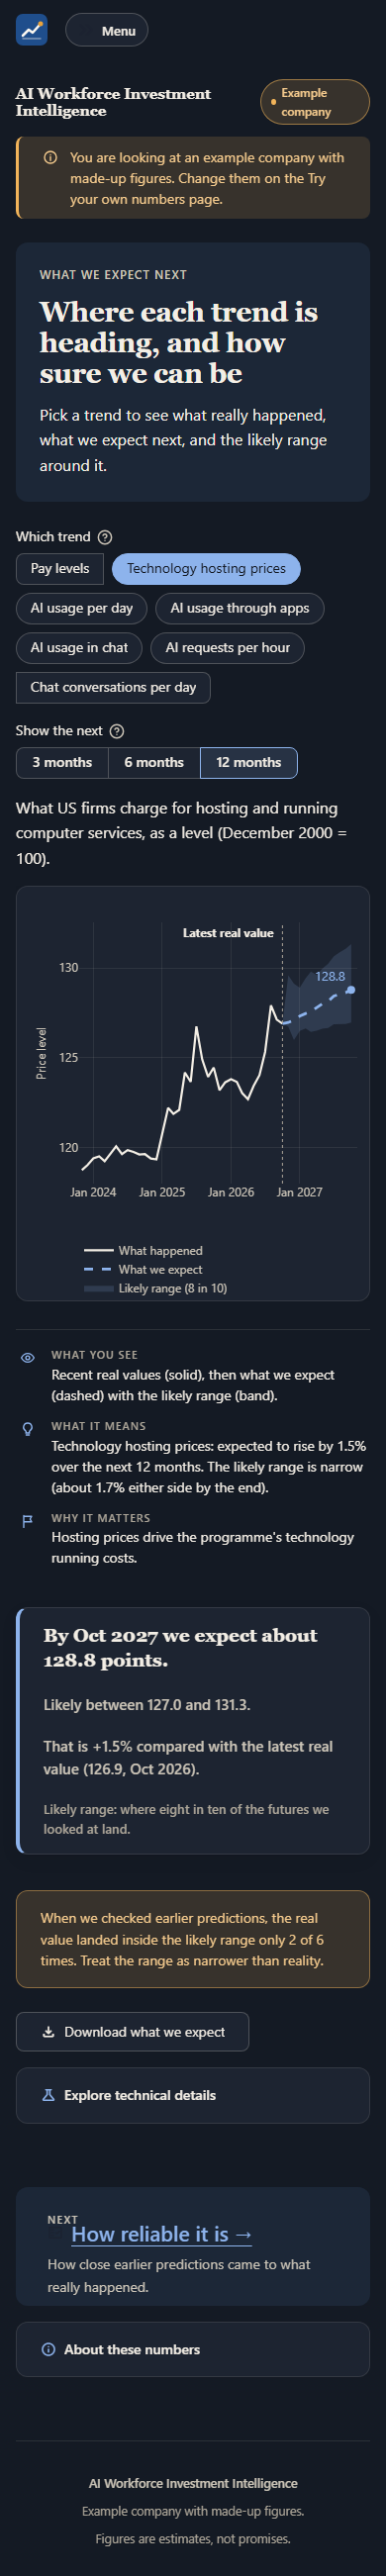 Menu
AI Workforce Investment
Intelligence
Example
company
You are looking at an example company with
made-up figures. Change them on the Try
your own numbers page.
WHAT WE EXPECT NEXT
Where each trend is
heading, and how
sure we can be
Pick a trend to see what really happened,
what we expect next, and the likely range
around it.
Which trend
Pay levels
Technology hosting prices
AI usage per day
AI usage through apps
AI usage in chat
AI requests per hour
Chat conversations per day
Show the next
3 months
6 months
12 months
What US firms charge for hosting and running
computer services, as a level (December 2000 =
100).
Latest real value
130
128.8
125
Price level
120
Jan 2024
Jan 2025
Jan 2026
Jan 2027
What happened
What we expect
Likely range (8 in 10)
WHAT YOU SEE
Recent real values (solid), then what we expect
(dashed) with the likely range (band).
WHAT IT MEANS
Technology hosting prices: expected to rise by 1.5%
over the next 12 months. The likely range is narrow
(about 1.7% either side by the end).
WHY IT MATTERS
Hosting prices drive the programme's technology
running costs.
By Oct 2027 we expect about
128.8 points.
Likely between 127.0 and 131.3.
That is +1.5% compared with the latest real
value (126.9, Oct 2026).
Likely range: where eight in ten of the futures we
looked at land.
When we checked earlier predictions, the real
value landed inside the likely range only 2 of 6
times. Treat the range as narrower than reality.
Download what we expect
Explore technical details
NEXT
How reliable it is →
How close earlier predictions came to what
really happened.
About these numbers
AI Workforce Investment Intelligence
Example company with made-up figures.
Figures are estimates, not promises.